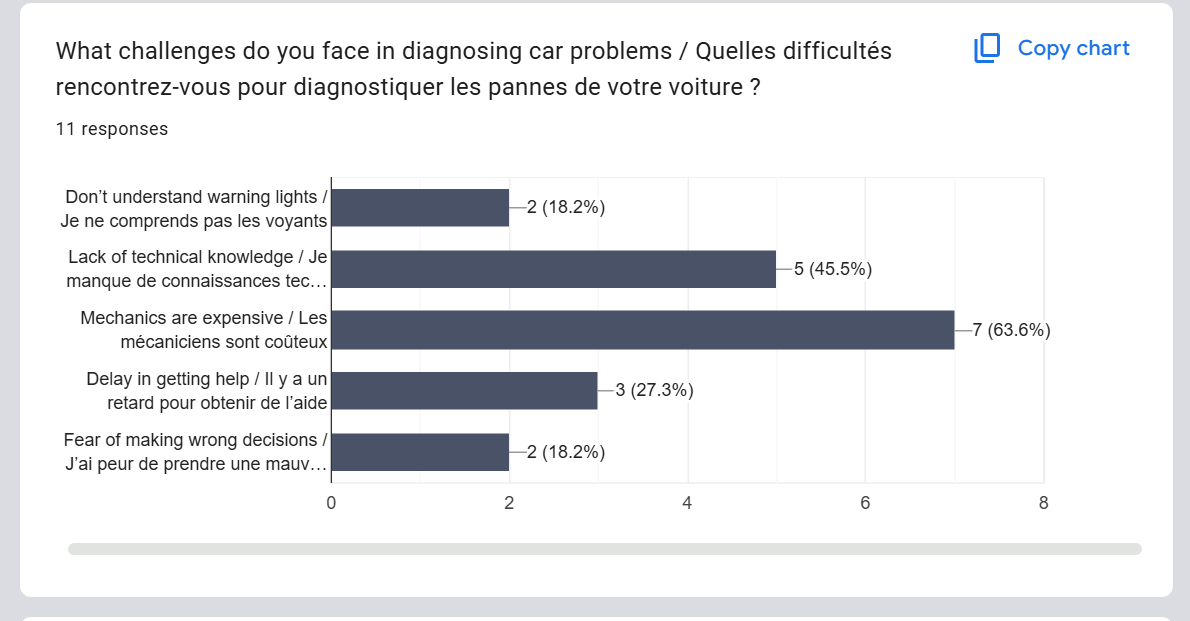 What challenges do you face in diagnosing car problems / Quelles difficultés
rencontrez-vous pour diagnostiquer les pannes de votre voiture ?
Copy chart
11 responses
Don’t understand warning lights /
Je ne comprends pas les voyants
2 (18.2%)
Lack of technical knowledge / Je
manque de connaissances tec…
5 (45.5%)
Mechanics are expensive / Les
mécaniciens sont coûteux
7 (63.6%)
Delay in getting help / Il y a un
retard pour obtenir de l’aide
3 (27.3%)
Fear of making wrong decisions /
J’ai peur de prendre une mauv…
2 (18.2%)
0 2 4 6 8